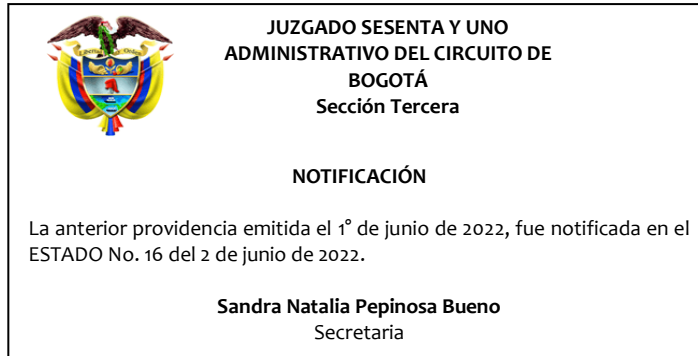 JUZGADO SESENTA Y UNO
ADMINISTRATIVO DEL CIRCUITO DE
BOGOTÁ
Sección Tercera
NOTIFICACIÓN
La anterior providencia emitida el 1° de junio de 2022, fue notificada en el
ESTADO No. 16 del 2 de junio de 2022.
Sandra Natalia Pepinosa Bueno
Secretaria